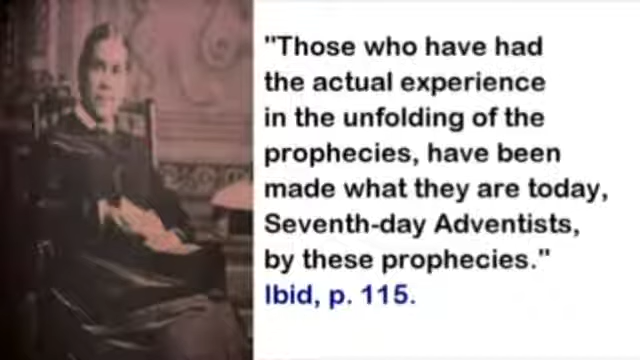 "Those who have had
the actual experience
in the unfolding of the
prophecies, have been
made what they are today,
Seventh-day Adventists,
by these prophecies."
Ibid, p. 115.